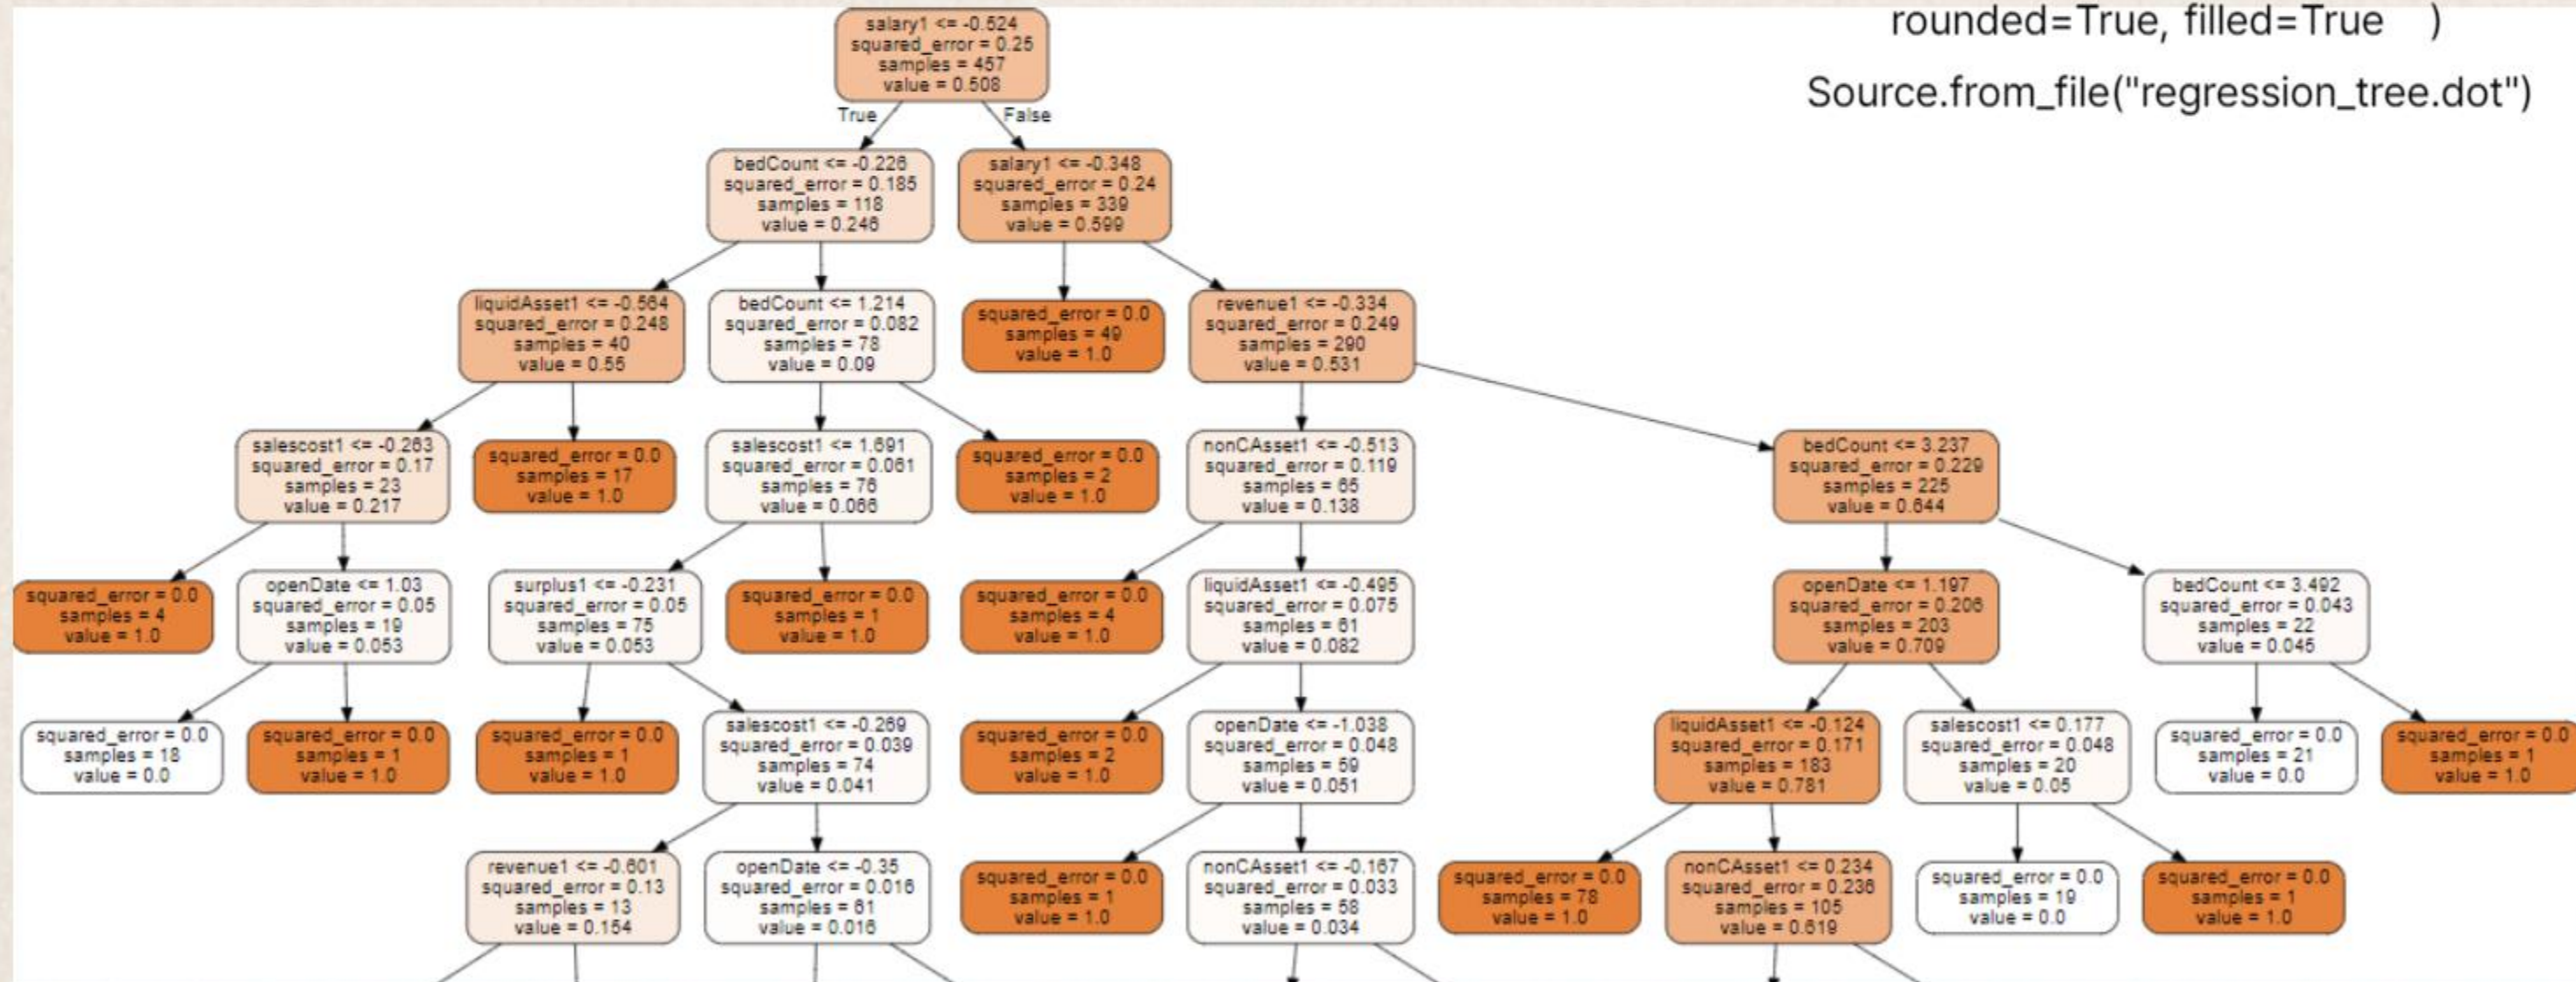 rounded=True, filled=True )
Source.from_file("regression_tree.dot")
salary1 <= -0.524
squared_error = 0.25
samples = 457
value = 0.508
True
False
bedCount <= -0.226
squared_error = 0.185
samples = 118
value = 0.246
salary1 <= -0.348
squared_error = 0.24
samples = 339
value = 0.599
liquidAsset1 <= -0.564
squared_error = 0.248
samples = 40
value = 0.55
bedCount <= 1.214
squared_error = 0.082
samples = 78
value = 0.09
squared_error = 0.0
samples = 49
value = 1.0
revenue1 <= -0.334
squared_error = 0.249
samples = 290
value = 0.531
salescost1 <= -0.263
squared_error = 0.17
samples = 23
value = 0.217
squared_error = 0.0
samples = 17
value = 1.0
salescost1 <= 1.691
squared_error = 0.061
samples = 76
value = 0.066
squared_error = 0.0
samples = 2
value = 1.0
nonCAsset1 <= -0.513
squared_error = 0.119
samples = 65
value = 0.138
bedCount <= 3.237
squared_error = 0.229
samples = 225
value = 0.644
squared_error = 0.0
samples = 4
value = 1.0
openDate <= 1.03
squared_error = 0.05
samples = 19
value = 0.053
surplus1 <= -0.231
squared_error = 0.05
samples = 75
value = 0.053
squared_error = 0.0
samples = 1
value = 1.0
squared_error = 0.0
samples = 4
value = 1.0
liquidAsset1 <= -0.495
squared_error = 0.075
samples = 61
value = 0.082
openDate <= 1.197
squared_error = 0.206
samples = 203
value = 0.709
bedCount <= 3.492
squared_error = 0.043
samples = 22
value = 0.045
squared_error = 0.0
samples = 18
value = 0.0
squared_error = 0.0
samples = 1
value = 1.0
squared_error = 0.0
samples = 1
value = 1.0
salescost1 <= -0.269
squared_error = 0.039
samples = 74
value = 0.041
squared_error = 0.0
samples = 2
value = 1.0
openDate <= -1.038
squared_error = 0.048
samples = 59
value = 0.051
liquidAsset1 <= -0.124
squared_error = 0.171
samples = 183
value = 0.781
salescost1 <= 0.177
squared_error = 0.048
samples = 20
value = 0.05
squared_error = 0.0
samples = 21
value = 0.0
squared_error = 0.0
samples = 1
value = 1.0
revenue1 <= -0.601
squared_error = 0.13
samples = 13
value = 0.154
openDate <= -0.35
squared_error = 0.016
samples = 61
value = 0.016
squared_error = 0.0
samples = 1
value = 1.0
nonCAsset1 <= -0.167
squared_error = 0.033
samples = 58
value = 0.034
squared_error = 0.0
samples = 78
value = 1.0
nonCAsset1 <= 0.234
squared_error = 0.236
samples = 105
value = 0.619
squared_error = 0.0
samples = 19
value = 0.0
squared_error = 0.0
samples = 1
value = 1.0